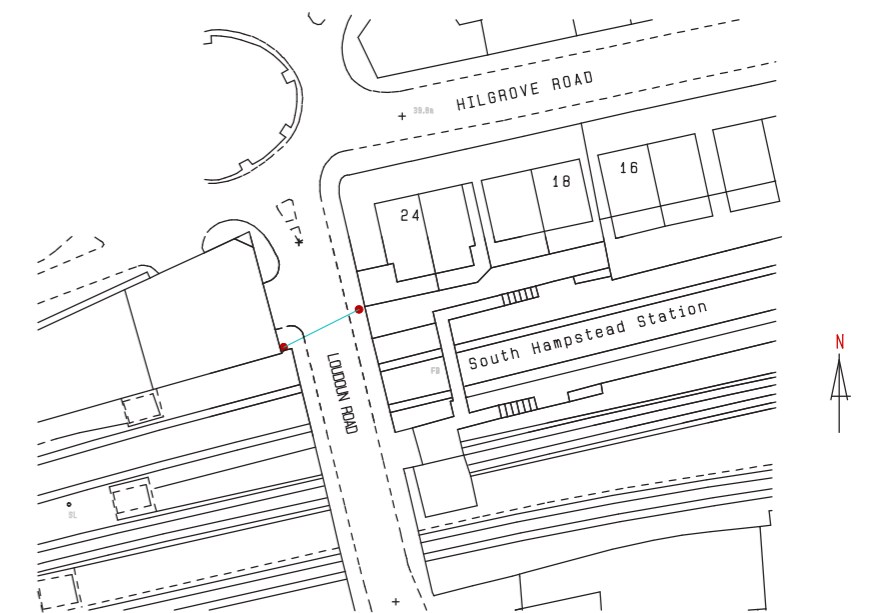 HILGROVE ROAD
39.8m
18
16
24
N
South Hampstead Station
LOUDOUN ROAD
FB
SL